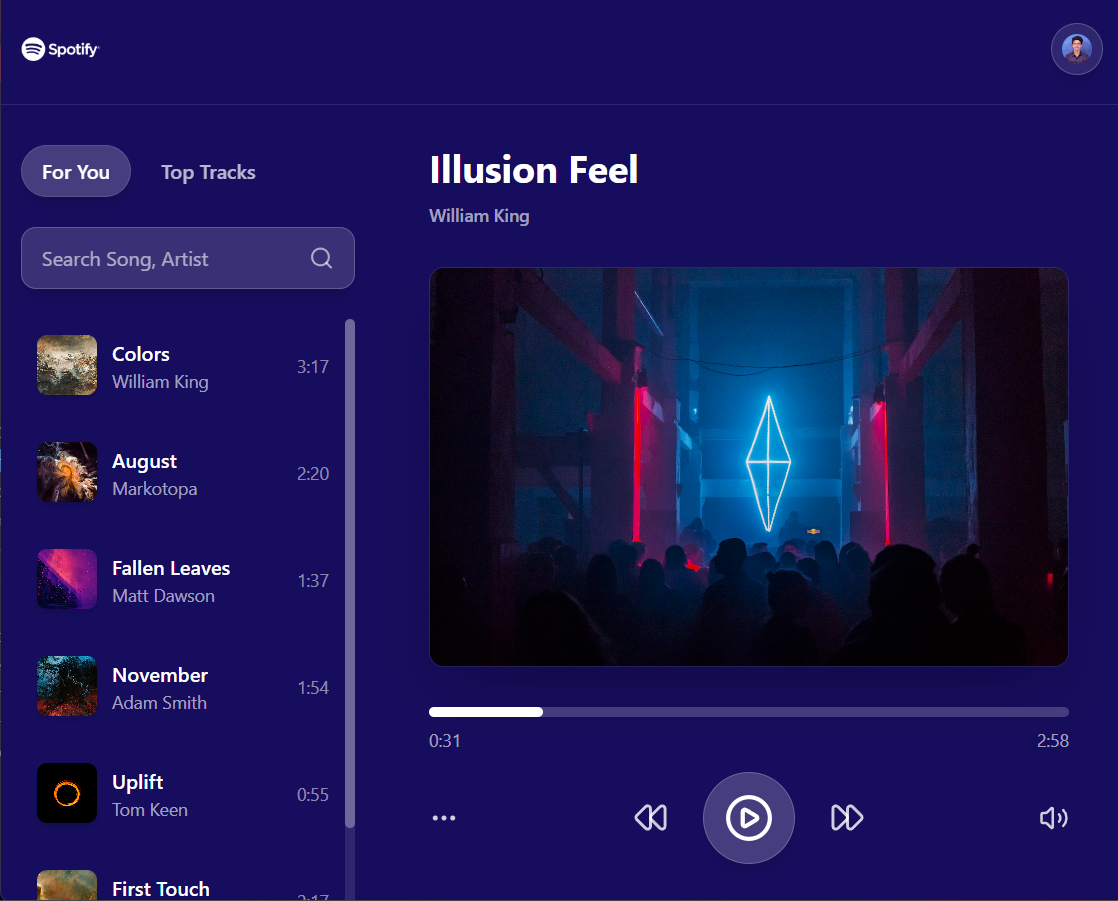 Spotify
For You
Top Tracks
Search Song, Artist
Colors
William King
3:17
August
Markotopa
2:20
Fallen Leaves
Matt Dawson
1:37
November
Adam Smith
1:54
Uplift
Tom Keen
0:55
First Touch
Illusion Feel
William King
0:31
2:58